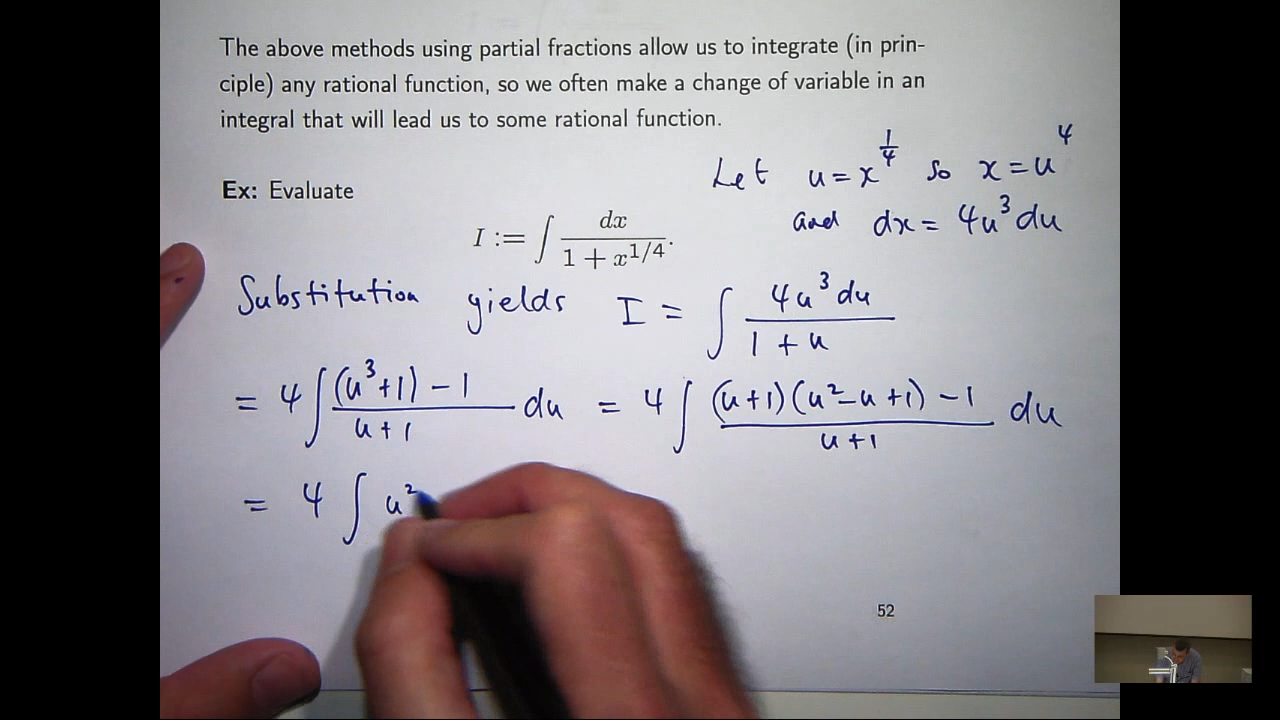 The above methods using partial fractions allow us to integrate (in prin-
ciple) any rational function, so we often make a change of variable in an
integral that will lead us to some rational function.
Let u = x^{1/4} so x = u^4
Ex: Evaluate
and dx = 4u^3 du
I := ∫ dx / (1 + x^{1/4}).
Substitution yields I = ∫ 4u^3 du / (1 + u)
= 4 ∫ ((u^3 + 1) - 1) / (u + 1) du = 4 ∫ ((u+1)(u^2 - u + 1) - 1) / (u + 1) du
= 4 ∫ u^2
52